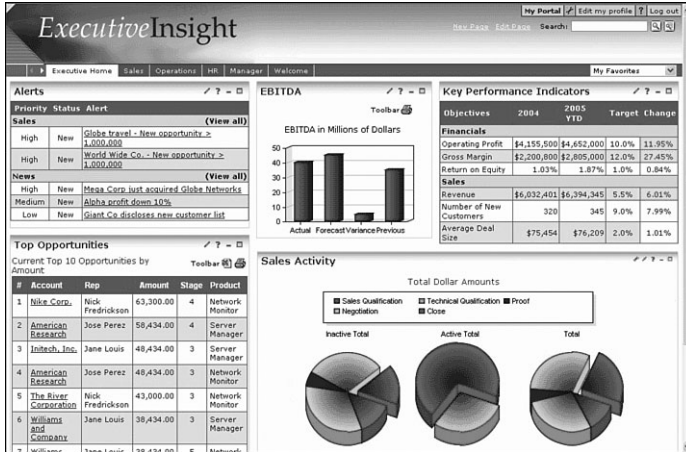 My Portal Edit my profile ? Log out
ExecutiveInsight
New Page Edit Page Search:
Executive Home Sales Operations HR Manager Welcome My Favorites
Alerts
Priority Status Alert
Sales (View all)
High New Globe travel - New opportunity >
1,000,000
High New World Wide Co. - New opportunity >
1,000,000
News (View all)
High New Mega Corp just acquired Globe Networks
Medium New Alpha profit down 10%
Low New Giant Co discloses new customer list
EBITDA
Toolbar
EBITDA in Millions of Dollars
50
40
30
20
10
0
Actual Forecast Variance Previous
Key Performance Indicators
Objectives 2004 2005 YTD Target Change
Financials
Operating Profit $4,155,500 $4,652,000 10.0% 11.95%
Gross Margin $2,200,800 $2,805,000 12.0% 27.45%
Return on Equity 1.03% 1.87% 1.0% 0.84%
Sales
Revenue $6,032,401 $6,394,345 5.5% 6.01%
Number of New Customers 320 345 9.0% 7.99%
Average Deal Size $75,454 $76,209 2.0% 1.01%
Top Opportunities
Current Top 10 Opportunities by Amount
Toolbar
# Account Rep Amount Stage Product
1 Nike Corp. Nick Fredrickson 63,300.00 4 Network Monitor
2 American Research Jose Perez 58,434.00 4 Server Manager
3 Initech, Inc. Jane Louis 48,434.00 3 Server Manager
4 American Research Jose Perez 48,434.00 3 Network Monitor
5 The River Corporation Nick Fredrickson 43,000.00 3 Network Monitor
6 Williams and Company Jane Louis 38,434.00 3 Server Manager
7 Williams Jane Louis 38,434.00 5 Network
Sales Activity
Total Dollar Amounts
Sales Qualification Technical Qualification Proof
Negotiation Close
Inactive Total Active Total Total